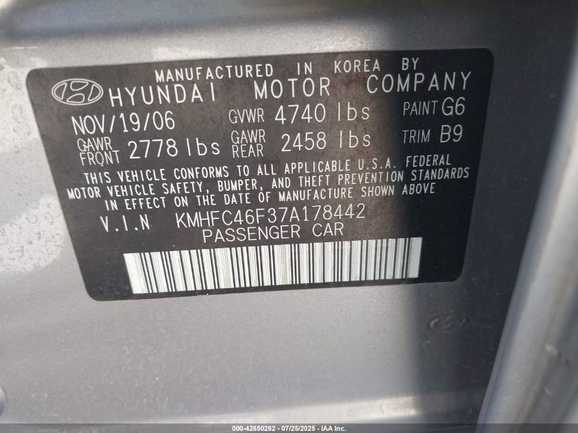 MANUFACTURED IN KOREA BY
HYUNDAI MOTOR COMPANY
NOV/19/06 GVWR 4740 lbs PAINT G6
GAWR FRONT 2778 lbs GAWR REAR 2458 lbs TRIM B9
THIS VEHICLE CONFORMS TO ALL APPLICABLE U.S.A. FEDERAL
MOTOR VEHICLE SAFETY, BUMPER, AND THEFT PREVENTION STANDARDS
IN EFFECT ON THE DATE OF MANUFACTURE SHOWN ABOVE.
V.I.N KMHFC46F37A178442
PASSENGER CAR
000-42650292 | 07/25/2025 | IAA Inc.